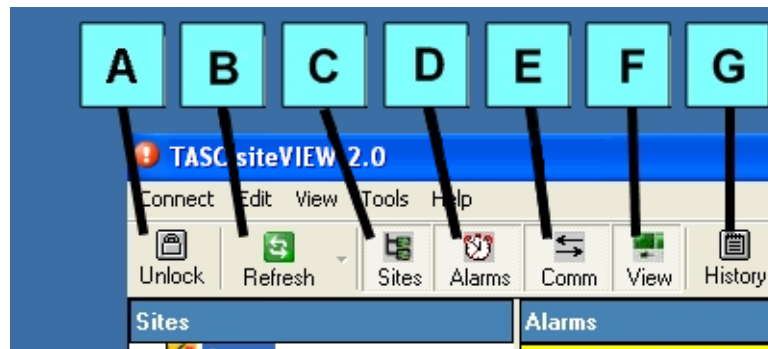 A B C D E F G
TASC siteVIEW 2.0
Connect Edit View Tools Help
Unlock Refresh Sites Alarms Comm View History
Sites Alarms